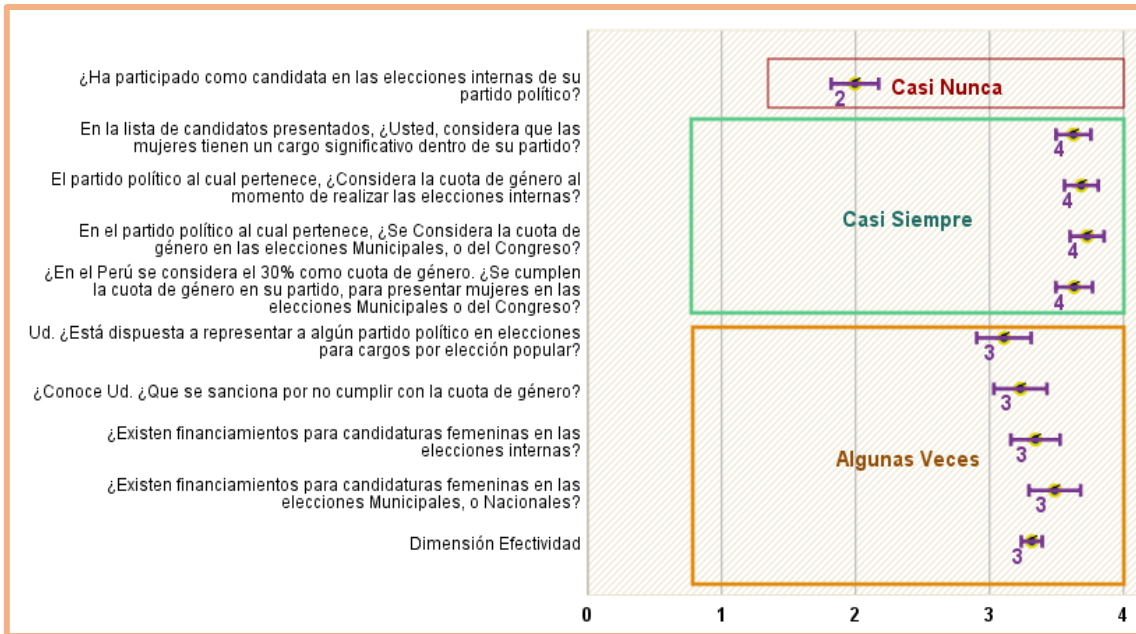 ¿Ha participado como candidata en las elecciones internas de su
partido político?
2
Casi Nunca
En la lista de candidatos presentados, ¿Usted, considera que las
mujeres tienen un cargo significativo dentro de su partido?
4
El partido político al cual pertenece, ¿Considera la cuota de género al
momento de realizar las elecciones internas?
4
Casi Siempre
En el partido político al cual pertenece, ¿Se Considera la cuota de
género en las elecciones Municipales, o del Congreso?
4
¿En el Perú se considera el 30% como cuota de género. ¿Se cumplen
la cuota de género en su partido, para presentar mujeres en las
elecciones Municipales o del Congreso?
4
Ud. ¿Está dispuesta a representar a algún partido político en elecciones
para cargos por elección popular?
3
¿Conoce Ud. ¿Que se sanciona por no cumplir con la cuota de género?
3
¿Existen financiamientos para candidaturas femeninas en las
elecciones internas?
3
Algunas Veces
¿Existen financiamientos para candidaturas femeninas en las
elecciones Municipales, o Nacionales?
3
Dimensión Efectividad
3
0 1 2 3 4